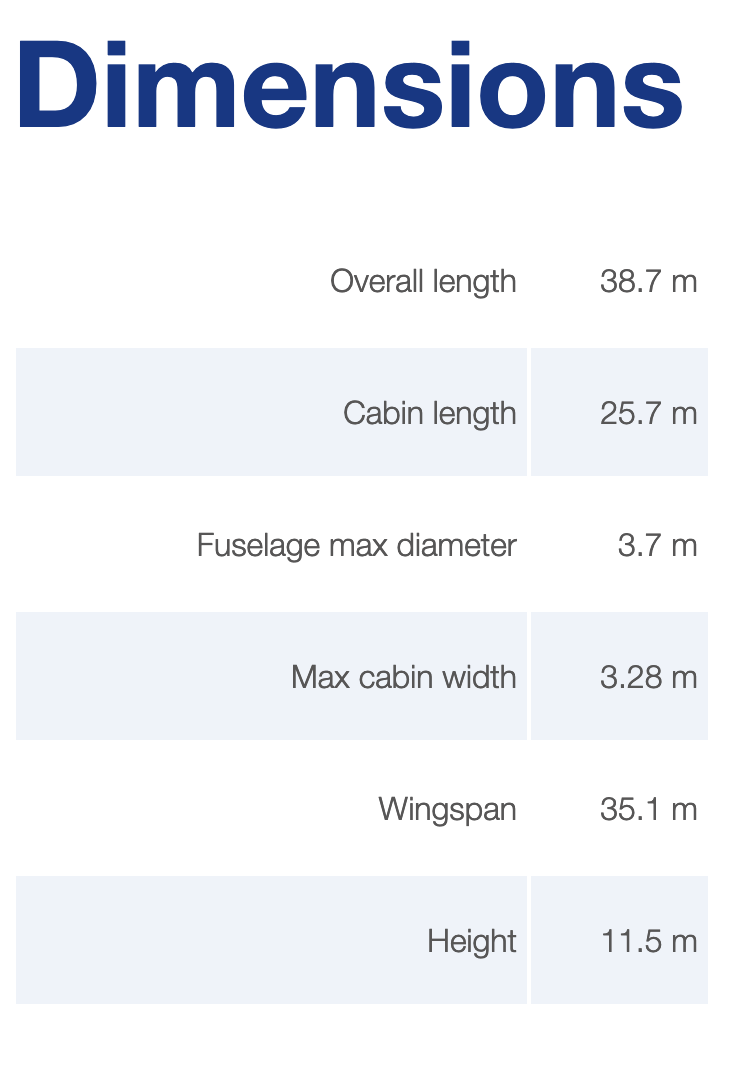 Dimensions
Overall length 38.7 m
Cabin length 25.7 m
Fuselage max diameter 3.7 m
Max cabin width 3.28 m
Wingspan 35.1 m
Height 11.5 m